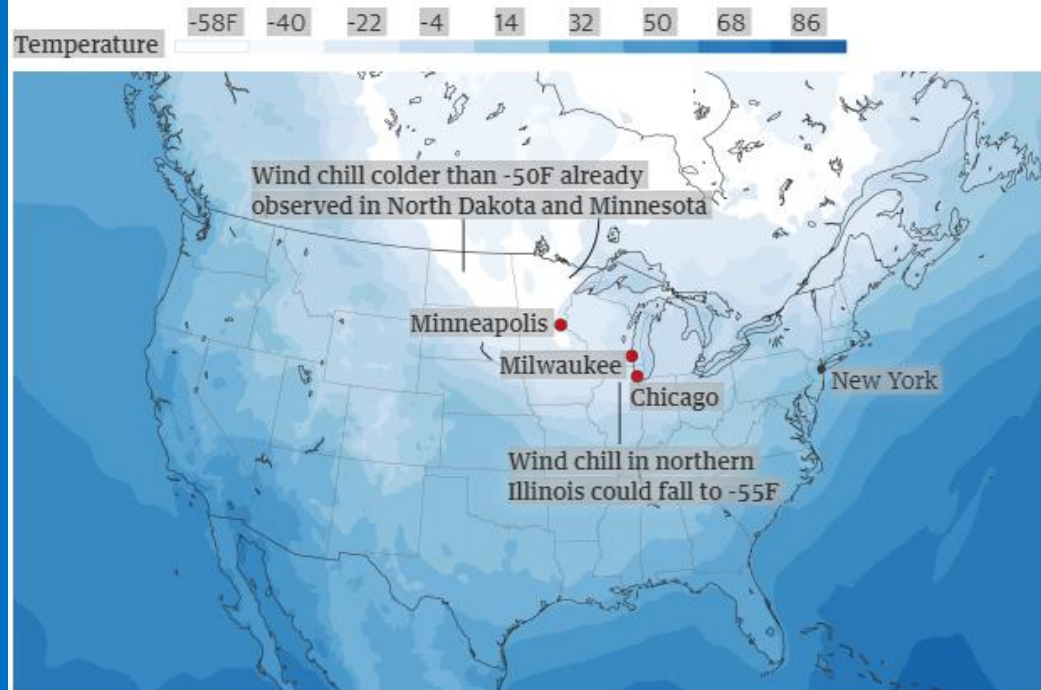 -58F -40 -22 -4 14 32 50 68 86
Temperature
Wind chill colder than -50F already
observed in North Dakota and Minnesota
Minneapolis
Milwaukee
Chicago
New York
Wind chill in northern
Illinois could fall to -55F